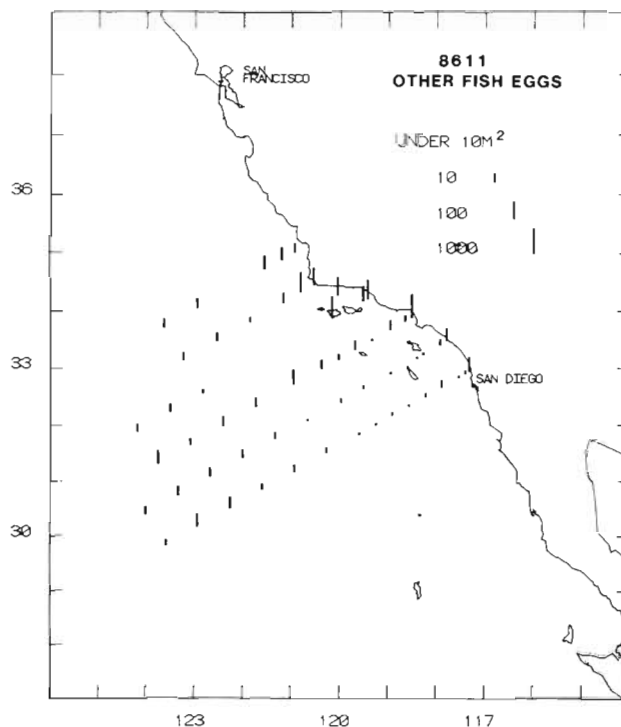 8611
OTHER FISH EGGS
SAN
FRANCISCO
UNDER 10M²
10
100
1000
36
33
SAN DIEGO
30
123
120
117